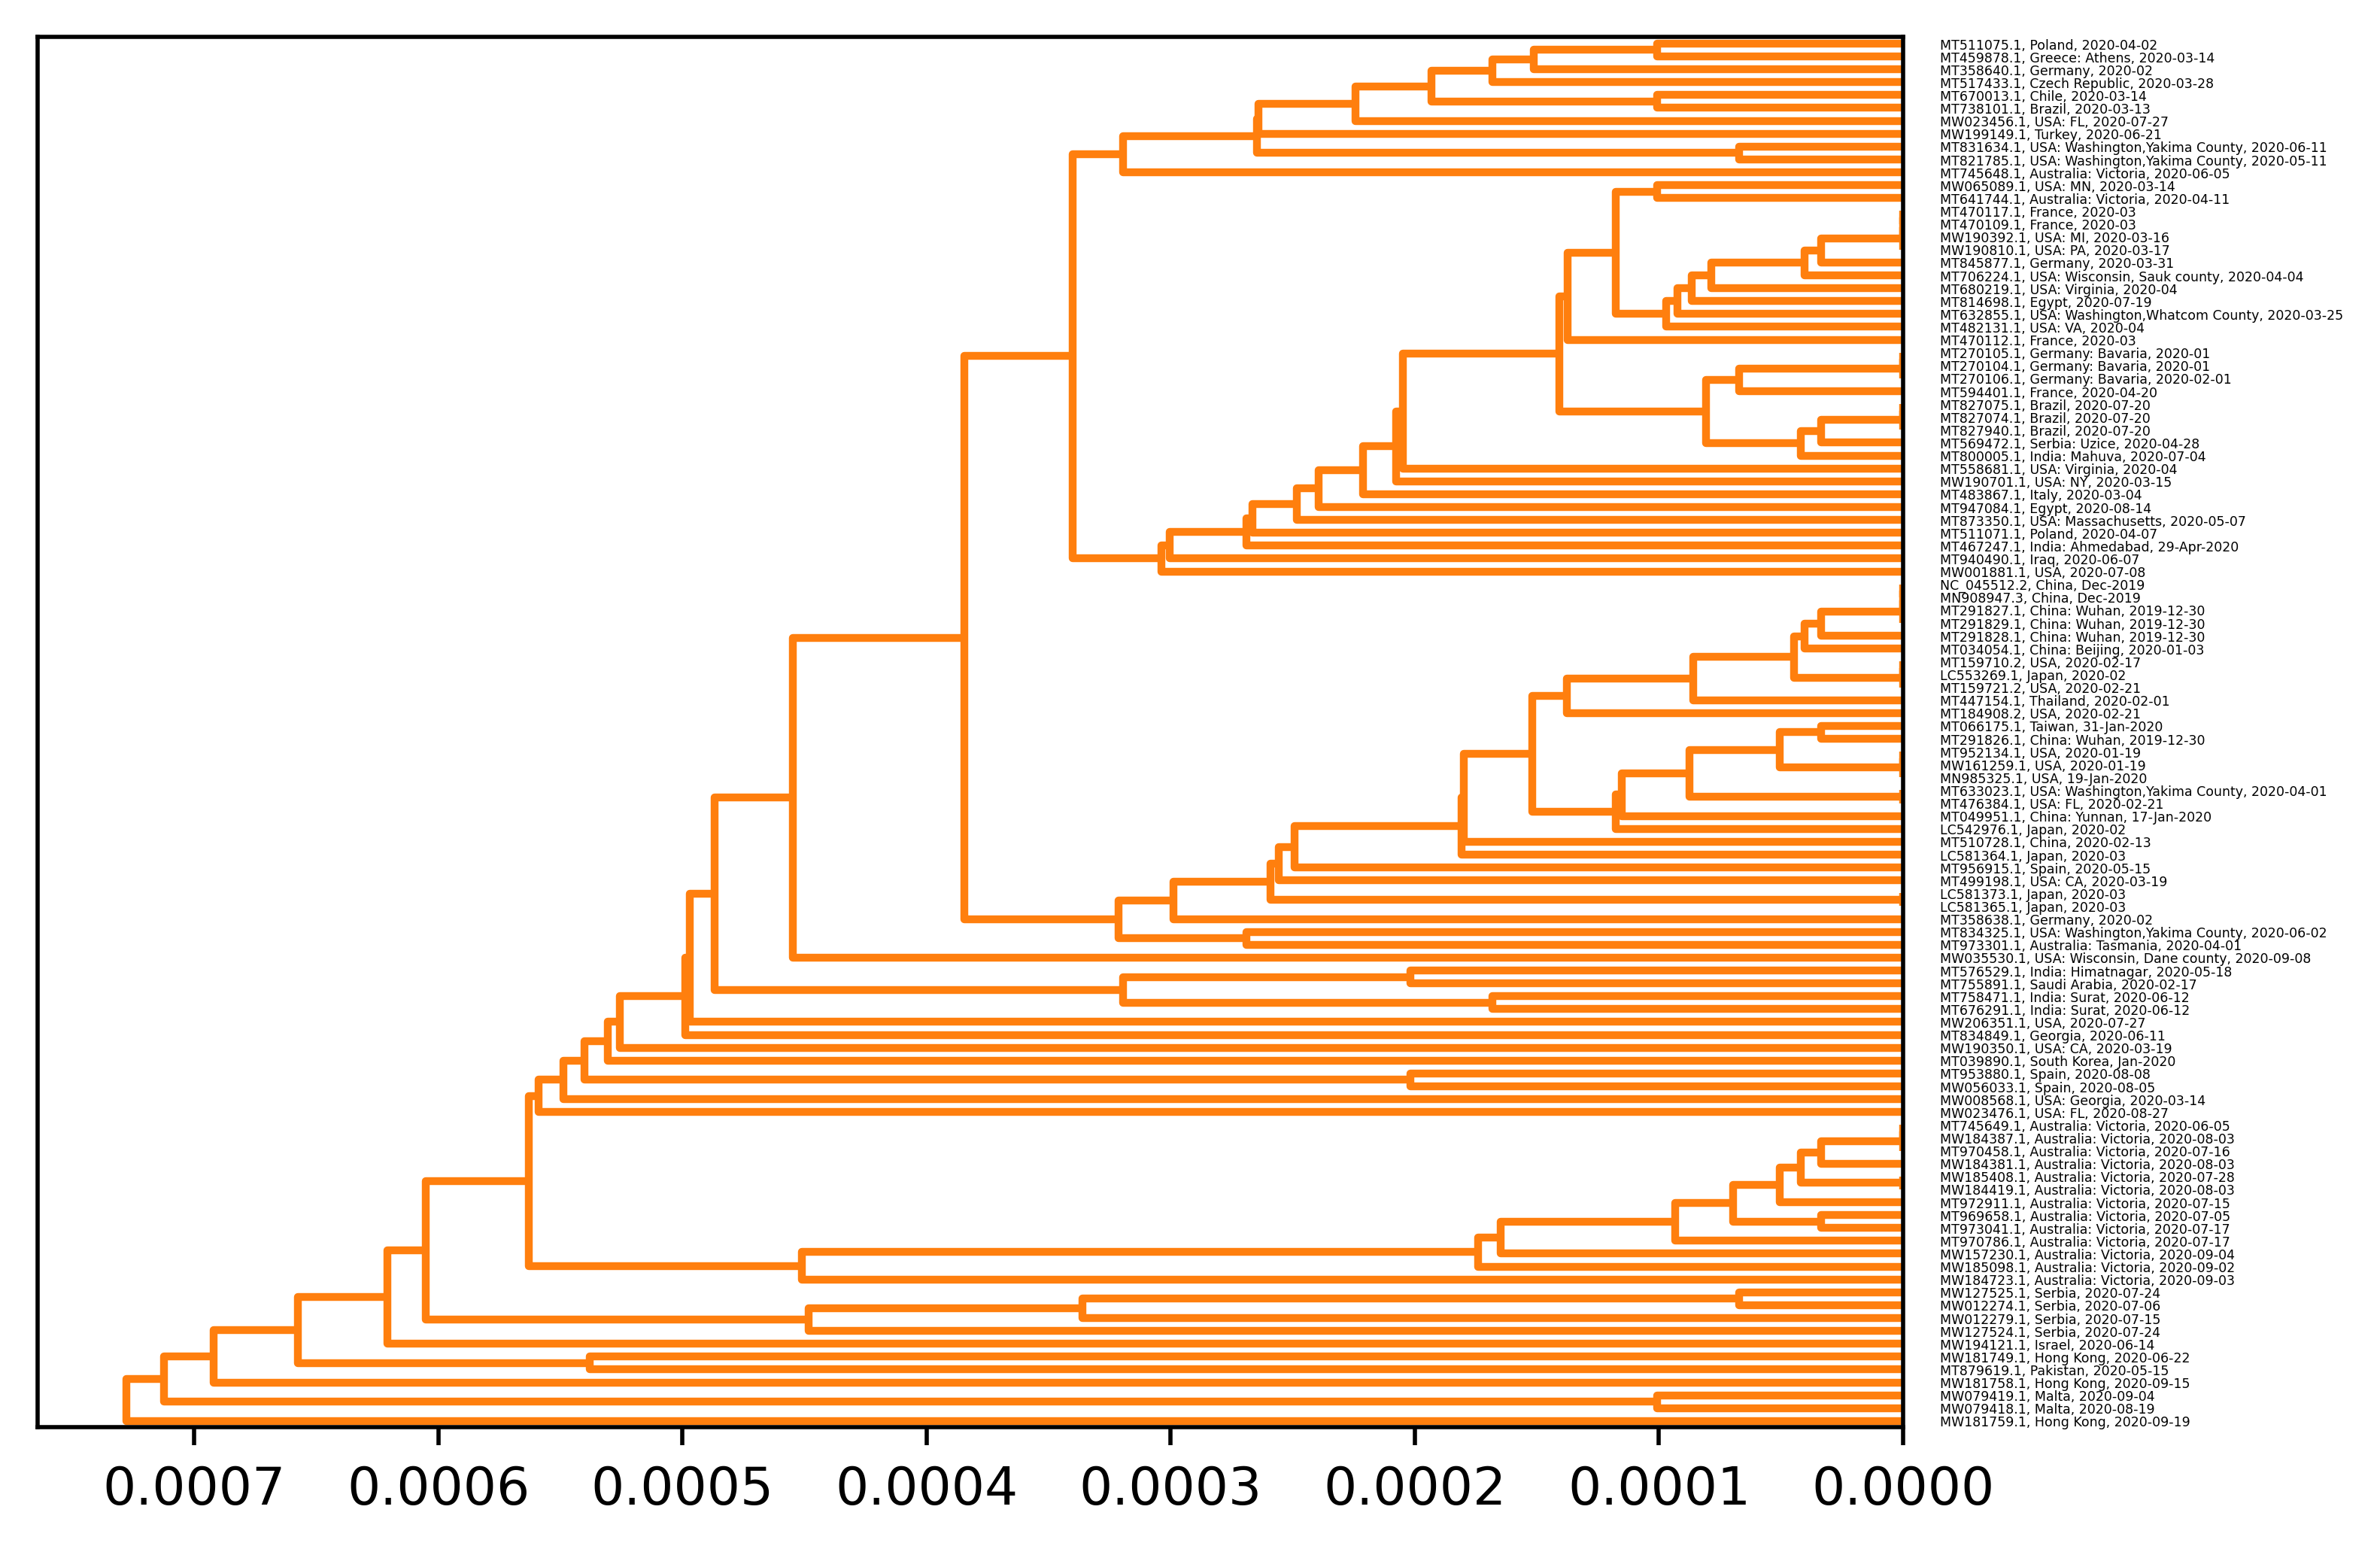 MT511075.1, Poland, 2020-04-02
MT459878.1, Greece: Athens, 2020-03-14
MT358640.1, Germany, 2020-02
MT517433.1, Czech Republic, 2020-03-28
MT670013.1, Chile, 2020-03-14
MT738101.1, Brazil, 2020-03-13
MW023456.1, USA: FL, 2020-07-27
MW199149.1, Turkey, 2020-06-21
MT831634.1, USA: Washington,Yakima County, 2020-06-11
MT821785.1, USA: Washington,Yakima County, 2020-05-11
MT745648.1, Australia: Victoria, 2020-06-05
MW065089.1, USA: MN, 2020-03-14
MT641744.1, Australia: Victoria, 2020-04-11
MT470117.1, France, 2020-03
MT470109.1, France, 2020-03
MW190392.1, USA: MI, 2020-03-16
MW190810.1, USA: PA, 2020-03-17
MT845877.1, Germany, 2020-03-31
MT706224.1, USA: Wisconsin, Sauk county, 2020-04-04
MT680219.1, USA: Virginia, 2020-04
MT814698.1, Egypt, 2020-07-19
MT632855.1, USA: Washington,Whatcom County, 2020-03-25
MT482131.1, USA: VA, 2020-04
MT470112.1, France, 2020-03
MT270105.1, Germany: Bavaria, 2020-01
MT270104.1, Germany: Bavaria, 2020-01
MT270106.1, Germany: Bavaria, 2020-02-01
MT594401.1, France, 2020-04-20
MT827075.1, Brazil, 2020-07-20
MT827074.1, Brazil, 2020-07-20
MT827940.1, Brazil, 2020-07-20
MT569472.1, Serbia: Uzice, 2020-04-28
MT800005.1, India: Mahuva, 2020-07-04
MT558681.1, USA: Virginia, 2020-04
MW190701.1, USA: NY, 2020-03-15
MT483867.1, Italy, 2020-03-04
MT947084.1, Egypt, 2020-08-14
MT873350.1, USA: Massachusetts, 2020-05-07
MT511071.1, Poland, 2020-04-07
MT467247.1, India: Ahmedabad, 29-Apr-2020
MT940490.1, Iraq, 2020-06-07
MW001881.1, USA, 2020-07-08
NC_045512.2, China, Dec-2019
MN908947.3, China, Dec-2019
MT291827.1, China: Wuhan, 2019-12-30
MT291829.1, China: Wuhan, 2019-12-30
MT291828.1, China: Wuhan, 2019-12-30
MT034054.1, China: Beijing, 2020-01-03
MT159710.2, USA, 2020-02-17
LC553269.1, Japan, 2020-02
MT159721.2, USA, 2020-02-21
MT447154.1, Thailand, 2020-02-01
MT184908.2, USA, 2020-02-21
MT066175.1, Taiwan, 31-Jan-2020
MT291826.1, China: Wuhan, 2019-12-30
MT952134.1, USA, 2020-01-19
MW161259.1, USA, 2020-01-19
MN985325.1, USA, 19-Jan-2020
MT633023.1, USA: Washington,Yakima County, 2020-04-01
MT476384.1, USA: FL, 2020-02-21
MT049951.1, China: Yunnan, 17-Jan-2020
LC542976.1, Japan, 2020-02
MT510728.1, China, 2020-02-13
LC581364.1, Japan, 2020-03
MT956915.1, Spain, 2020-05-15
MT499198.1, USA: CA, 2020-03-19
LC581373.1, Japan, 2020-03
LC581365.1, Japan, 2020-03
MT358638.1, Germany, 2020-02
MT834325.1, USA: Washington,Yakima County, 2020-06-02
MT973301.1, Australia: Tasmania, 2020-04-01
MW035530.1, USA: Wisconsin, Dane county, 2020-09-08
MT576529.1, India: Himatnagar, 2020-05-18
MT755891.1, Saudi Arabia, 2020-02-17
MT758471.1, India: Surat, 2020-06-12
MT676291.1, India: Surat, 2020-06-12
MW206351.1, USA, 2020-07-27
MT834849.1, Georgia, 2020-06-11
MW190350.1, USA: CA, 2020-03-19
MT039890.1, South Korea, Jan-2020
MT953880.1, Spain, 2020-08-08
MW056033.1, Spain, 2020-08-05
MW008568.1, USA: Georgia, 2020-03-14
MW023476.1, USA: FL, 2020-08-27
MT745649.1, Australia: Victoria, 2020-06-05
MW184387.1, Australia: Victoria, 2020-08-03
MT970458.1, Australia: Victoria, 2020-07-16
MW184381.1, Australia: Victoria, 2020-08-03
MW185408.1, Australia: Victoria, 2020-07-28
MW184419.1, Australia: Victoria, 2020-08-03
MT972911.1, Australia: Victoria, 2020-07-15
MT969658.1, Australia: Victoria, 2020-07-05
MT973041.1, Australia: Victoria, 2020-07-17
MT970786.1, Australia: Victoria, 2020-07-17
MW157230.1, Australia: Victoria, 2020-09-04
MW185098.1, Australia: Victoria, 2020-09-02
MW184723.1, Australia: Victoria, 2020-09-03
MW127525.1, Serbia, 2020-07-24
MW012274.1, Serbia, 2020-07-06
MW012279.1, Serbia, 2020-07-15
MW127524.1, Serbia, 2020-07-24
MW194121.1, Israel, 2020-06-14
MW181749.1, Hong Kong, 2020-06-22
MT879619.1, Pakistan, 2020-05-15
MW181758.1, Hong Kong, 2020-09-15
MW079419.1, Malta, 2020-09-04
MW079418.1, Malta, 2020-08-19
MW181759.1, Hong Kong, 2020-09-19
0.0007 0.0006 0.0005 0.0004 0.0003 0.0002 0.0001 0.0000